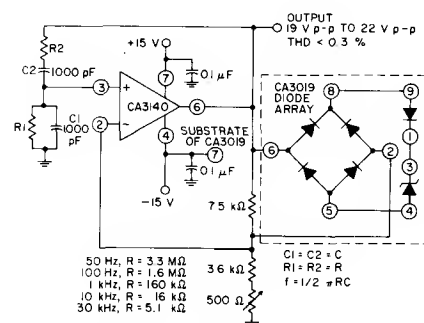 OUTPUT
19 V p-p TO 22 V p-p
THD < 0.3 %
+15 V
R2
C2
1000 pF
7
0.1 µF
CA3019
DIODE
ARRAY
8
9
3
+
CA3140
6
R1
C1
1000
pF
2
–
4
SUBSTRATE
OF CA3019
7
0.1 µF
6
2
1
3
5
4
–15 V
7.5 kΩ
C1 = C2 = C
R1 = R2 = R
f = 1/2 πRC
50 Hz, R = 3.3 MΩ
100 Hz, R = 1.6 MΩ
1 kHz, R = 160 kΩ
10 kHz, R = 16 kΩ
30 kHz, R = 5.1 kΩ
3.6 kΩ
500 Ω